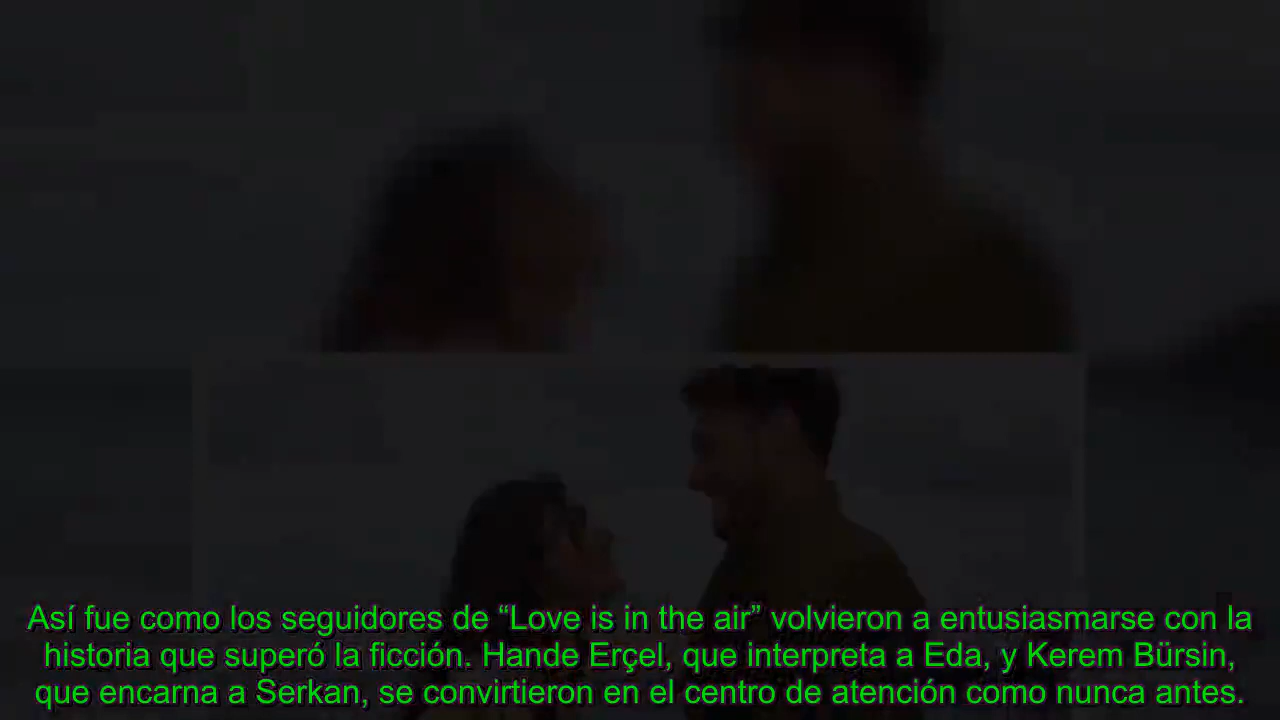 Así fue como los seguidores de “Love is in the air” volvieron a entusiasmarse con la
historia que superó la ficción. Hande Erçel, que interpreta a Eda, y Kerem Bürsin,
que encarna a Serkan, se convirtieron en el centro de atención como nunca antes.